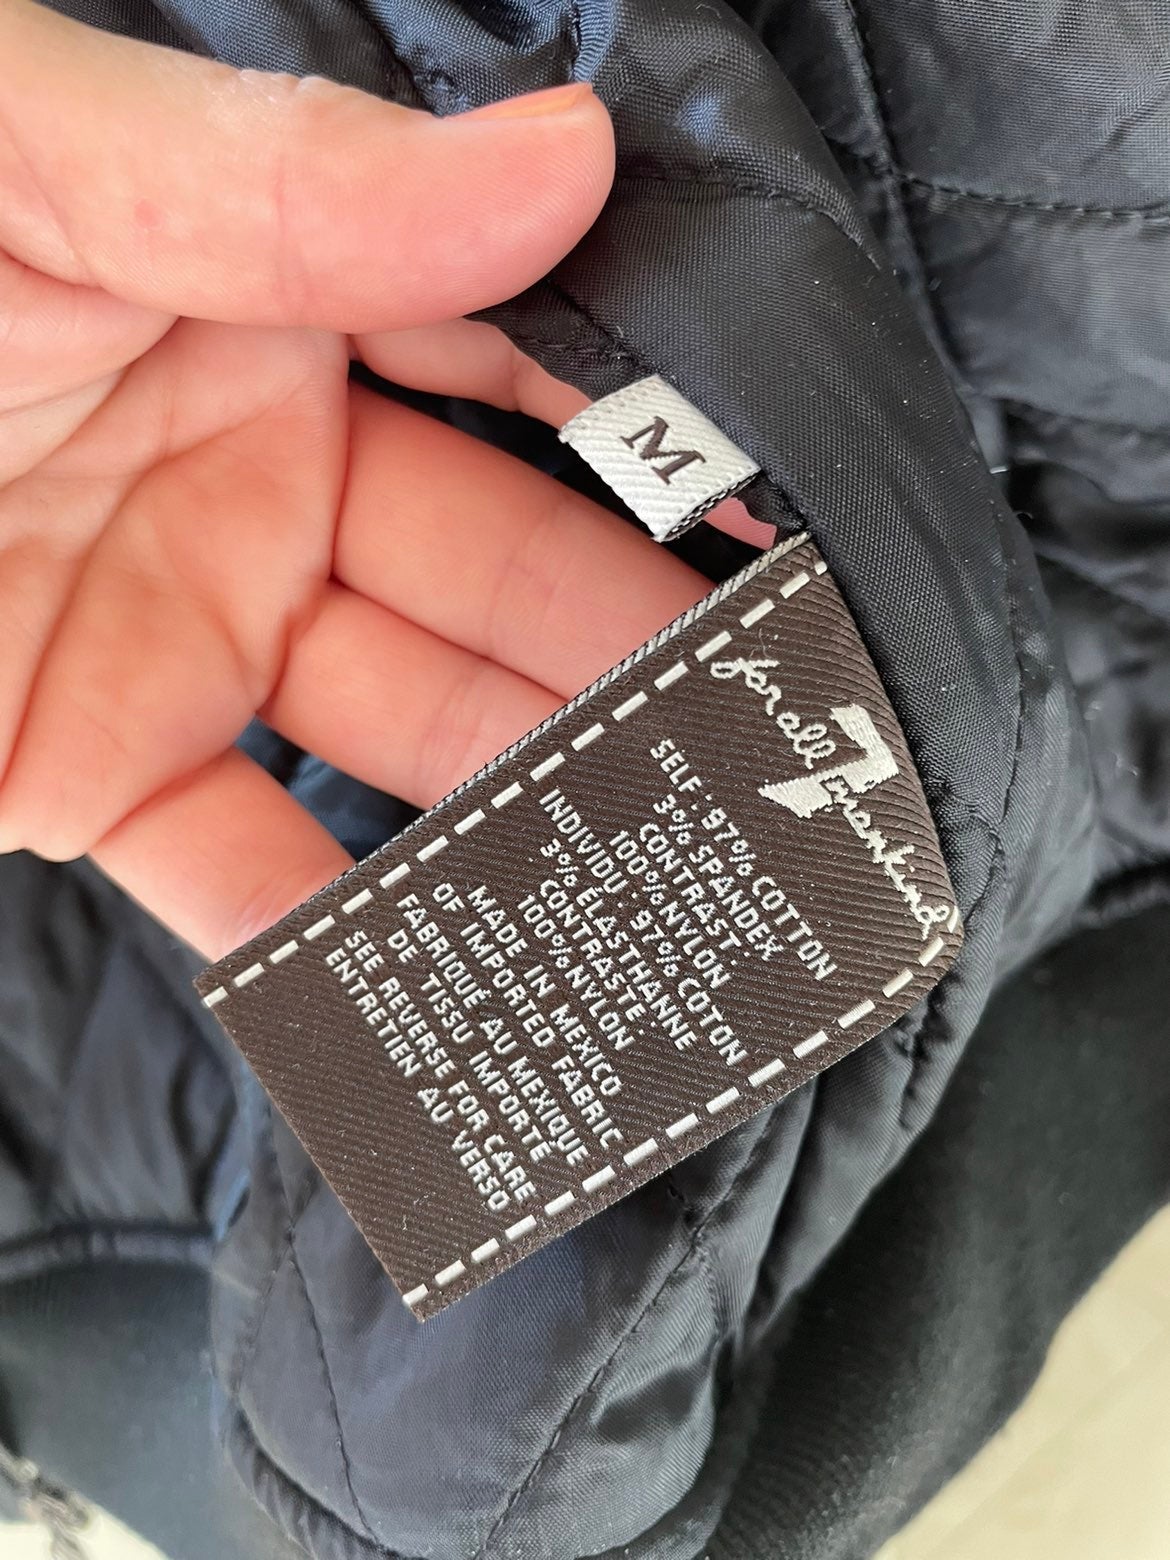 M
for all 7 mankind
SELF: 97% COTTON
3% SPANDEX.
CONTRAST:
100% NYLON
INDIVIDU: 97% COTON
3% ÉLASTHANNE
CONTRASTE:
100% NYLON
MADE IN MEXICO
OF IMPORTED FABRIC
FABRIQUÉ AU MEXIQUE
DE TISSU IMPORTÉ
SEE REVERSE FOR CARE
ENTRETIEN AU VERSO